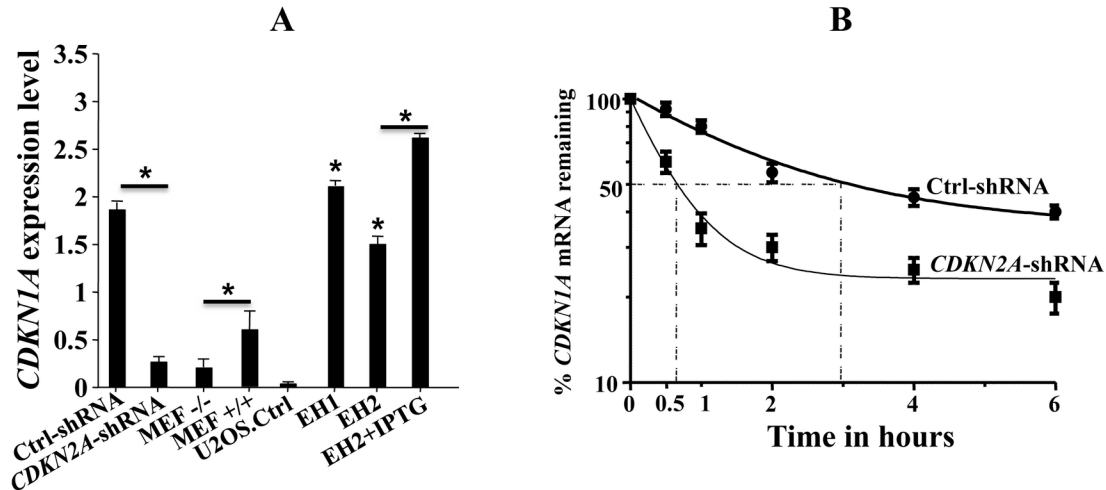 A
CDKN1A expression level
3.5
3
2.5
2
1.5
1
0.5
0
*
*
*
*
*
Ctrl-shRNA
CDKN2A-shRNA
MEF -/-
MEF +/+
U2OS.Ctrl
EH1
EH2
EH2+IPTG
B
% CDKN1A mRNA remaining
100
50
10
Ctrl-shRNA
CDKN2A-shRNA
0
0.5
1
2
4
6
Time in hours